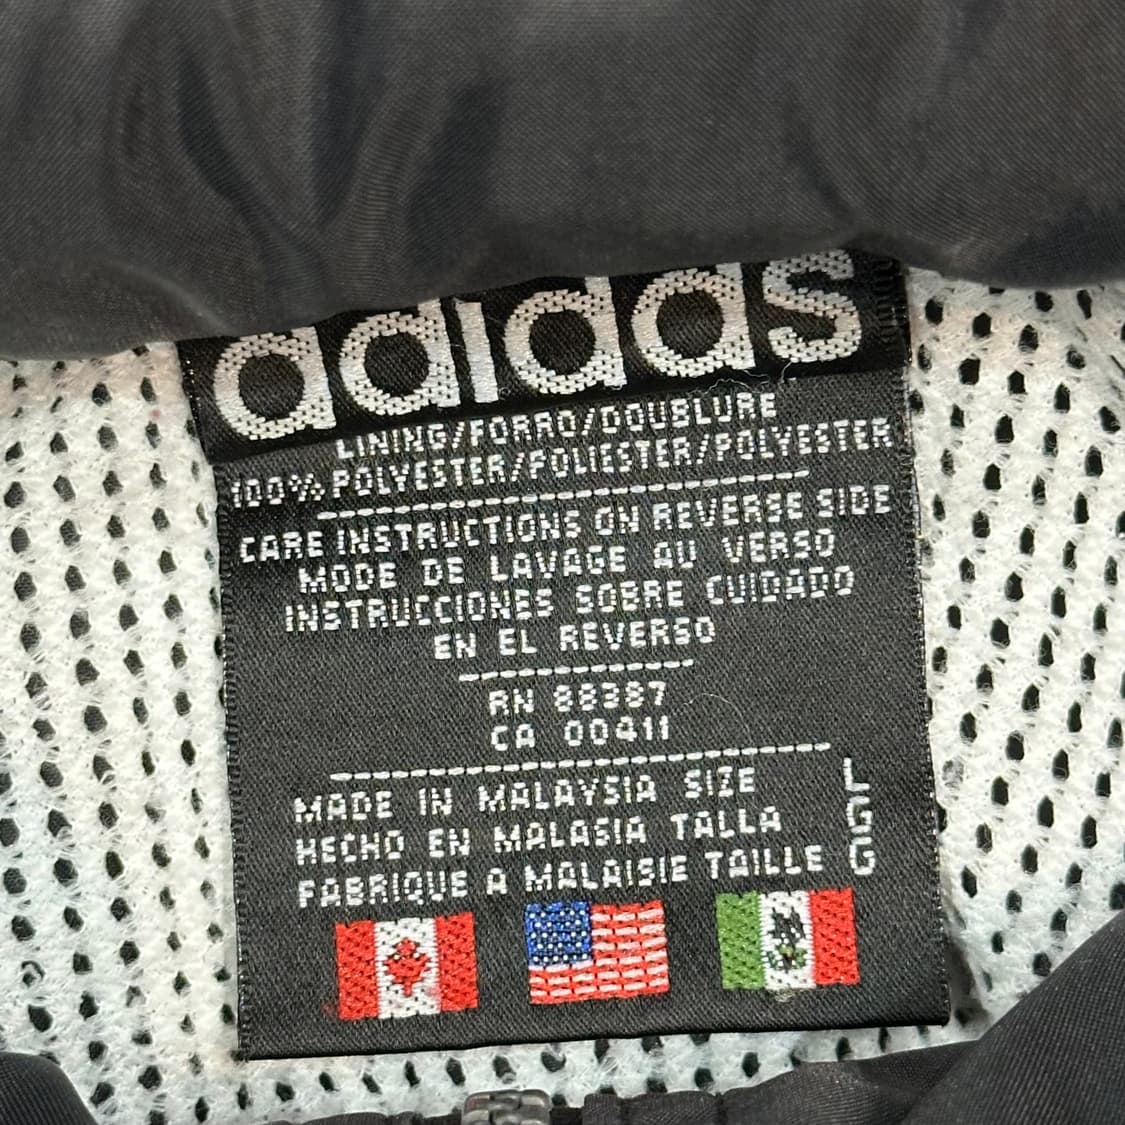 adidas
LINING/FORRO/DOUBLURE
100% POLYESTER/POLIESTER/POLYESTER
CARE INSTRUCTIONS ON REVERSE SIDE
MODE DE LAVAGE AU VERSO
INSTRUCCIONES SOBRE CUIDADO
EN EL REVERSO
RN 88387
CA 00411
MADE IN MALAYSIA SIZE L
HECHO EN MALASIA TALLA G
FABRIQUE A MALAISIE TAILLE G